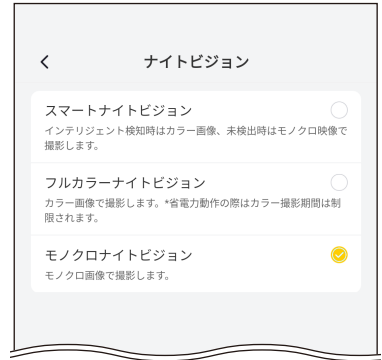 ナイトビジョン
スマートナイトビジョン
インテリジェント検知時はカラー画像、未検出時はモノクロ映像で
撮影します。
フルカラーナイトビジョン
カラー画像で撮影します。*省電力動作の際はカラー撮影期間は制
限されます。
モノクロナイトビジョン
モノクロ画像で撮影します。